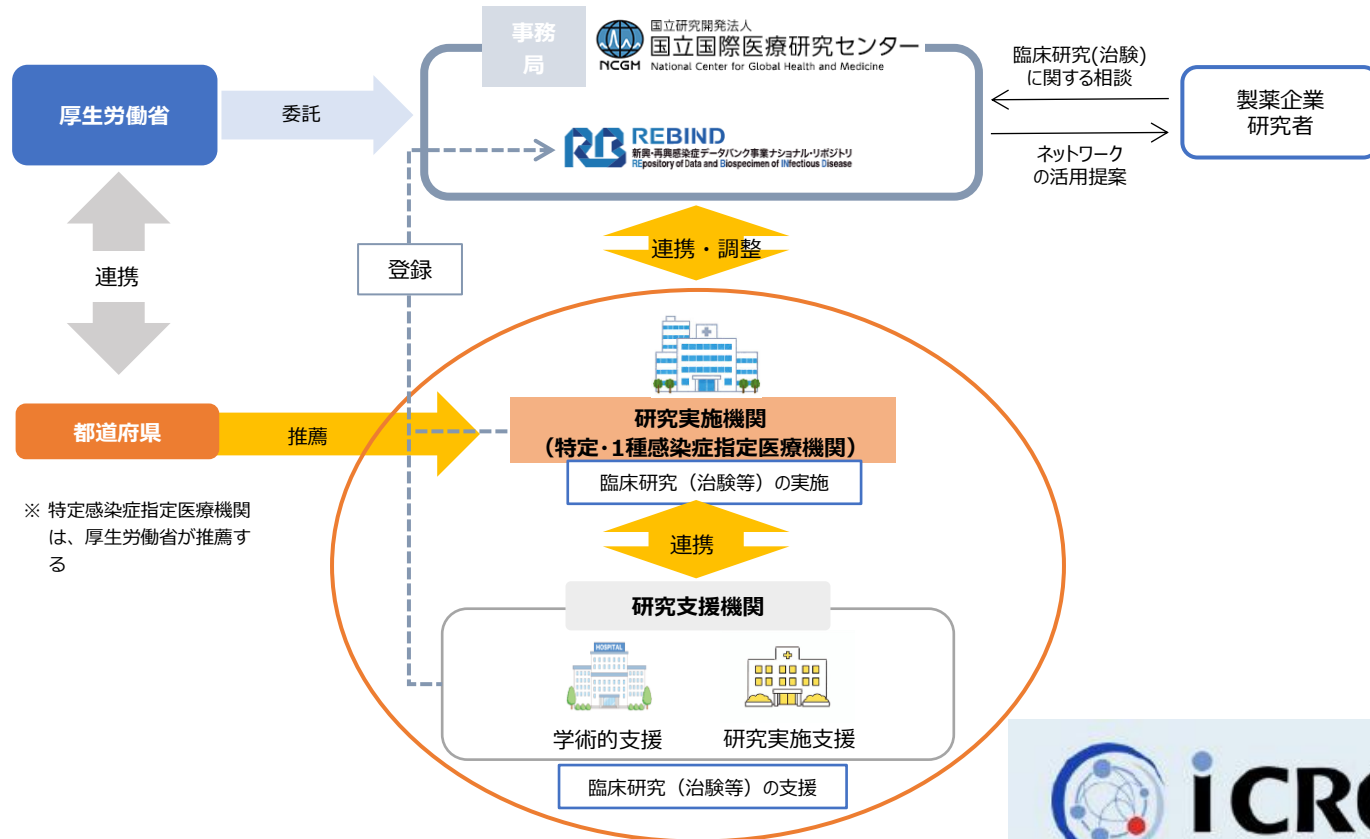 事務
局
国立研究開発法人
国立国際医療研究センター
NCGM National Center for Global Health and Medicine
厚生労働省
委託
REBIND
新興・再興感染症データバンク事業ナショナル・リポジトリ
REpository of Data and Biospecimen of INfectious Disease
臨床研究(治験)
に関する相談
ネットワーク
の活用提案
製薬企業
研究者
連携
登録
連携・調整
都道府県
推薦
研究実施機関
(特定・1種感染症指定医療機関)
臨床研究（治験等）の実施
※ 特定感染症指定医療機関
は、厚生労働省が推薦す
る
連携
研究支援機関
HOSPITAL
学術的支援
研究実施支援
臨床研究（治験等）の支援